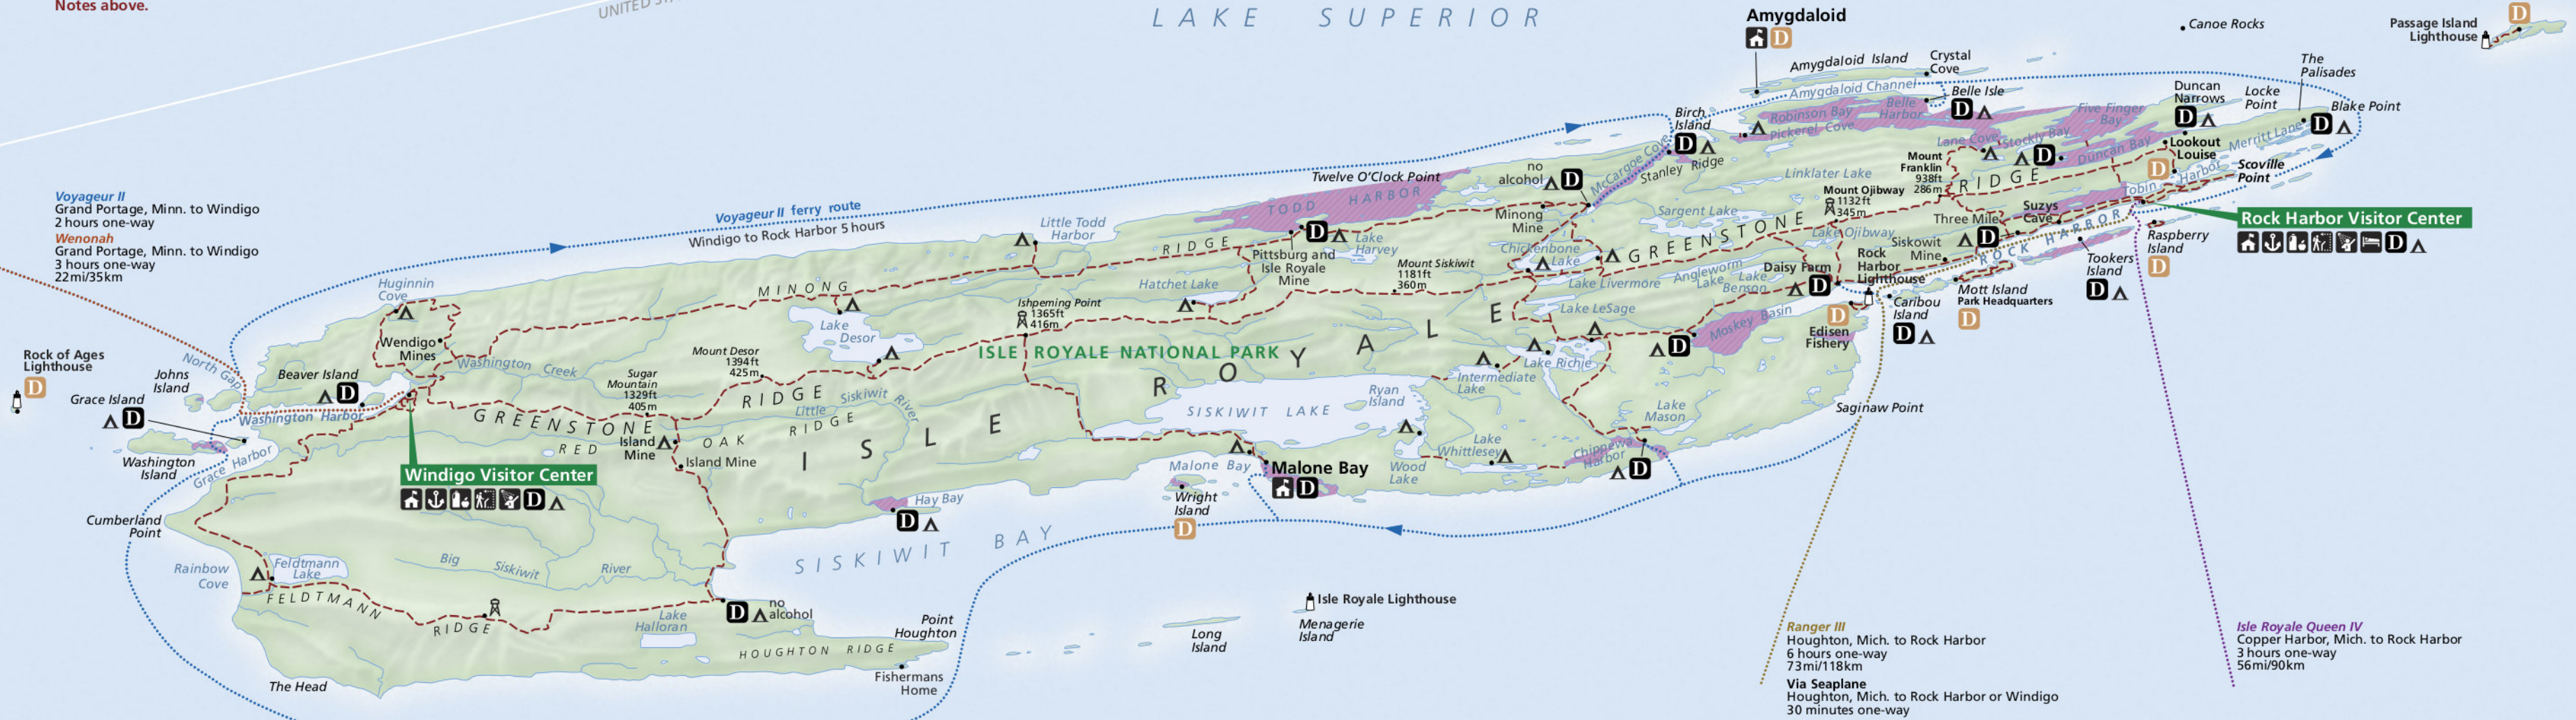 Notes above.
LAKE SUPERIOR
Amygdaloid
D
Canoe Rocks
Passage Island
Lighthouse
D
Amygdaloid Island
Crystal
Cove
Amygdaloid Channel
The
Palisades
Belle Isle
D
Belle
Harbor
Robinson Bay
Pickerel Cove
Five Finger
Bay
Duncan
Narrows
D
Locke
Point
Blake Point
D
Birch
Island
D
McCargoe Cove
Stanley Ridge
Lane Cove
Stockly Bay
D
Duncan Bay
Merritt Lane
Lookout
Louise
D
Tobin Harbor
Scoville
Point
Mount
Franklin
938ft
286m
RIDGE
Linklater Lake
Mount Ojibway
1132ft
345m
Twelve O'Clock Point
no
alcohol
D
TODD HARBOR
Voyageur II
Grand Portage, Minn. to Windigo
2 hours one-way
Wenonah
Grand Portage, Minn. to Windigo
3 hours one-way
22mi/35km
Voyageur II ferry route
Windigo to Rock Harbor 5 hours
Little Todd
Harbor
RIDGE
D
Lake
Harvey
Pittsburg and
Isle Royale
Mine
Minong
Mine
Chickenbone
Lake
Sargent Lake
GREENSTONE
Lake Ojibway
Three Mile
D
Suzys
Cave
Siskowit
Mine
ROCK HARBOR
Rock Harbor Visitor Center
D
Raspberry
Island
D
Tookers
Island
D
Rock
Harbor
Lighthouse
Daisy Farm
D
Angleworm
Lake
Lake
Benson
Lake Livermore
Mott Island
Park Headquarters
D
Caribou
Island
D
D
Edisen
Fishery
Mount Siskiwit
1181ft
360m
Hatchet Lake
Huginnin
Cove
MINONG
Ishpeming Point
1365ft
416m
Lake
Desor
Lake LeSage
Moskey Basin
D
Wendigo
Mines
Washington Creek
Mount Desor
1394ft
425m
ISLE ROYALE NATIONAL PARK
ISLE ROYALE
Lake Richie
Intermediate
Lake
Rock of Ages
Lighthouse
D
North Gap
Johns
Island
Beaver Island
D
Grace Island
D
Washington Harbor
Washington
Island
Grace Harbor
Sugar
Mountain
1329ft
405m
GREENSTONE
RIDGE
Little Siskiwit River
RED OAK RIDGE
Island
Mine
Island Mine
SISKIWIT LAKE
Ryan
Island
Lake
Mason
Saginaw Point
Lake
Whittlesey
Wood
Lake
Chippewa
Harbor
D
Windigo Visitor Center
D
Malone Bay
Malone Bay
D
Wright
Island
D
Hay Bay
D
Cumberland
Point
SISKIWIT BAY
Rainbow
Cove
Feldtmann
Lake
Big Siskiwit River
FELDTMANN
RIDGE
D
no
alcohol
Lake
Halloran
HOUGHTON RIDGE
Point
Houghton
Fishermans
Home
The Head
Long
Island
Isle Royale Lighthouse
Menagerie
Island
Ranger III
Houghton, Mich. to Rock Harbor
6 hours one-way
73mi/118km
Via Seaplane
Houghton, Mich. to Rock Harbor or Windigo
30 minutes one-way
Isle Royale Queen IV
Copper Harbor, Mich. to Rock Harbor
3 hours one-way
56mi/90km